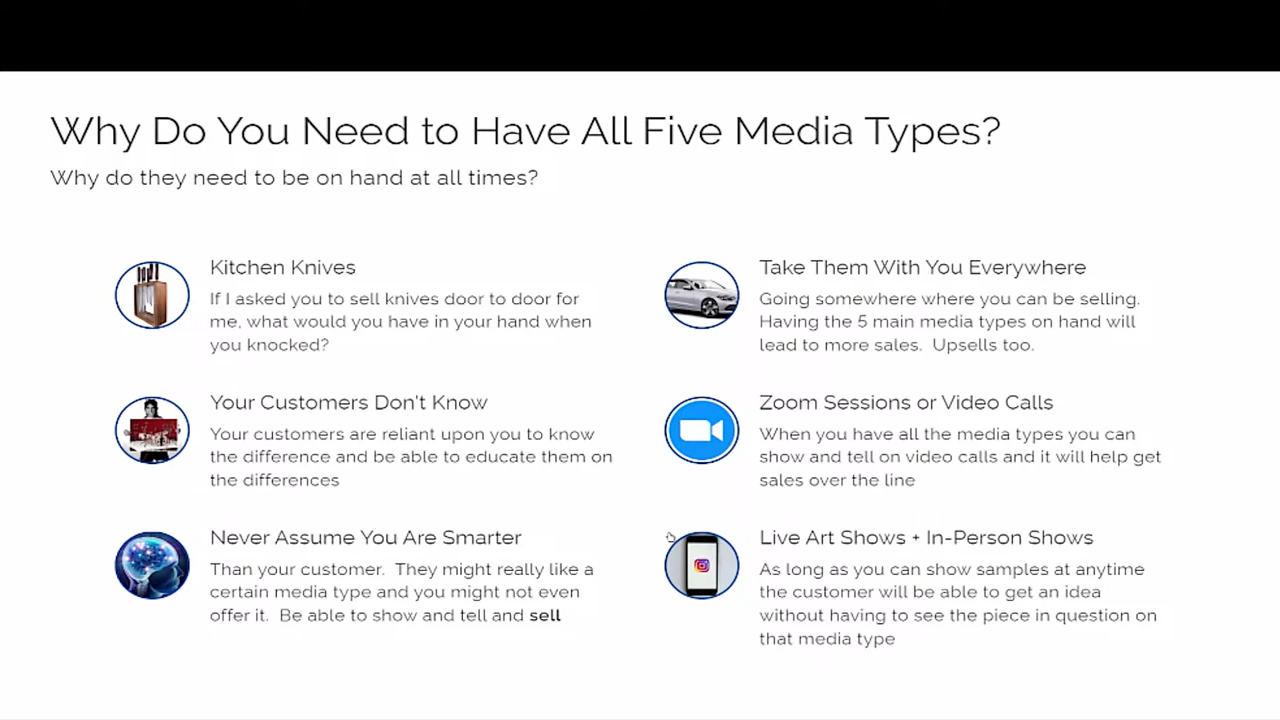 Why Do You Need to Have All Five Media Types?
Why do they need to be on hand at all times?
Kitchen Knives
If I asked you to sell knives door to door for
me, what would you have in your hand when
you knocked?
Your Customers Don't Know
Your customers are reliant upon you to know
the difference and be able to educate them on
the differences
Never Assume You Are Smarter
Than your customer. They might really like a
certain media type and you might not even
offer it. Be able to show and tell and sell
Take Them With You Everywhere
Going somewhere where you can be selling.
Having the 5 main media types on hand will
lead to more sales. Upsells too.
Zoom Sessions or Video Calls
When you have all the media types you can
show and tell on video calls and it will help get
sales over the line
Live Art Shows + In-Person Shows
As long as you can show samples at anytime
the customer will be able to get an idea
without having to see the piece in question on
that media type